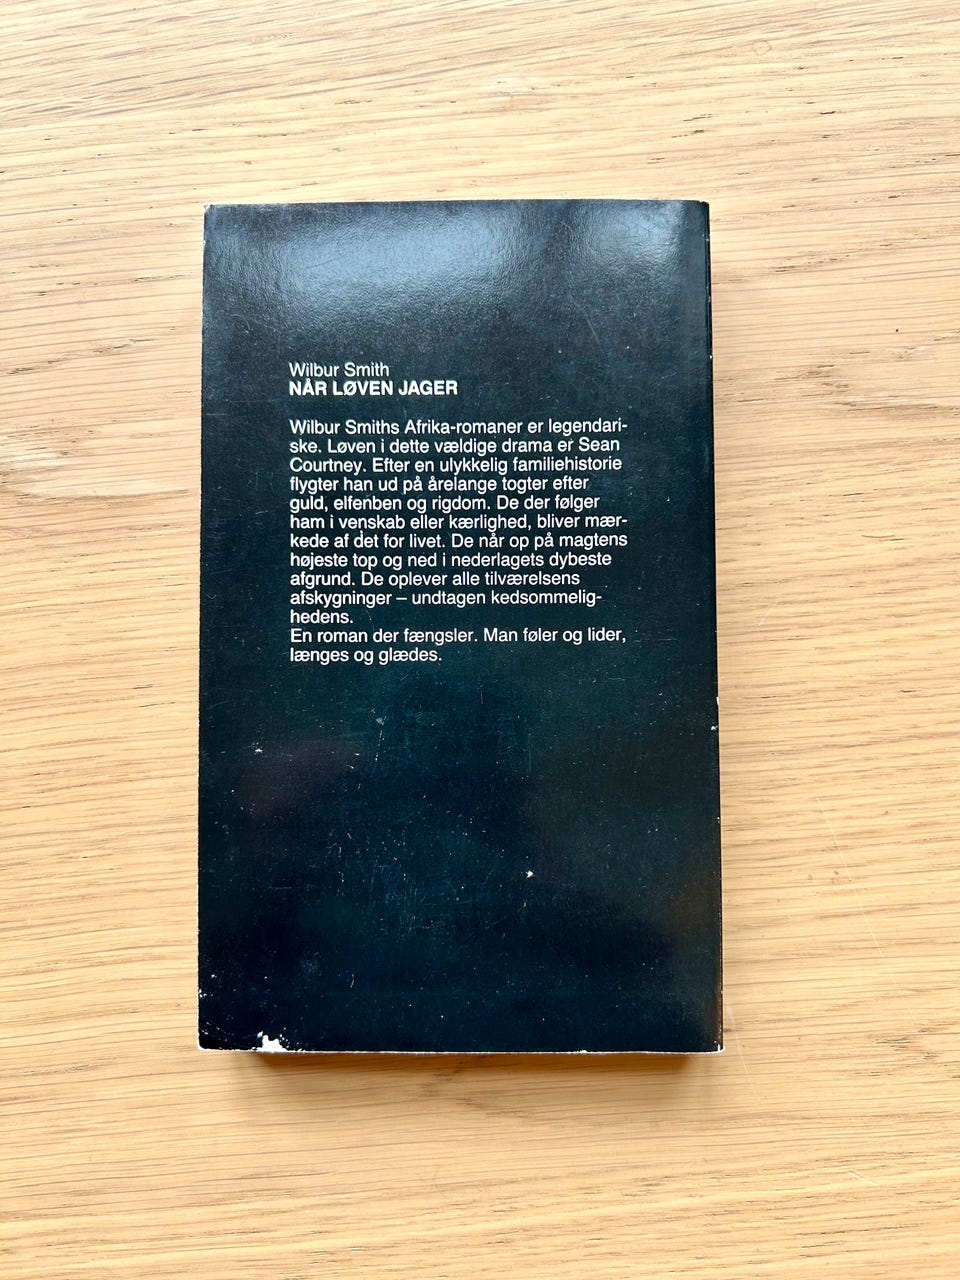 Wilbur Smith
NÅR LØVEN JAGER
Wilbur Smiths Afrika-romaner er legendari-
ske. Løven i dette vældige drama er Sean
Courtney. Efter en ulykkelig familiehistorie
flygter han ud på årelange togter efter
guld, elfenben og rigdom. De der følger
ham i venskab eller kærlighed, bliver mær-
kede af det for livet. De når op på magtens
højeste top og ned i nederlagets dybeste
afgrund. De oplever alle tilværelsens
afskygninger – undtagen kedsommelig-
hedens.
En roman der fængsler. Man føler og lider,
længes og glædes.